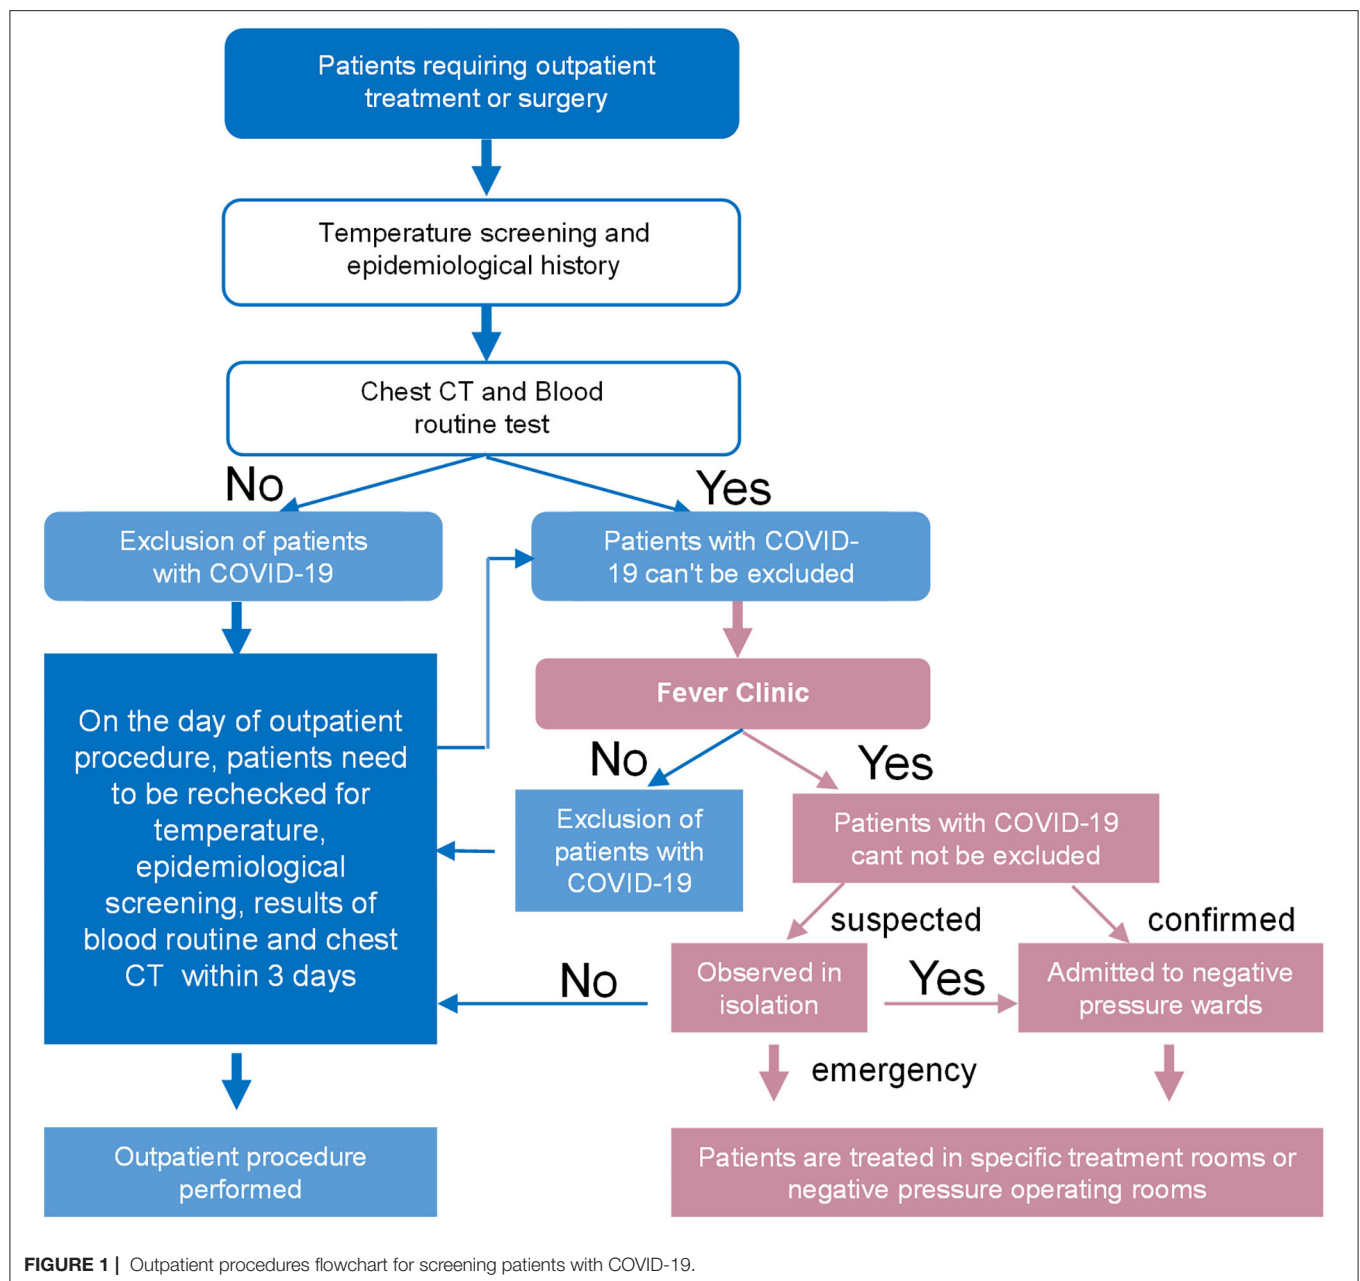 Patients requiring outpatient
treatment or surgery
Temperature screening and
epidemiological history
Chest CT and Blood
routine test
No
Yes
Exclusion of patients
with COVID-19
Patients with COVID-
19 can't be excluded
Fever Clinic
On the day of outpatient
procedure, patients need
to be rechecked for
temperature,
epidemiological
screening, results of
blood routine and chest
CT within 3 days
No
Yes
Exclusion of
patients with
COVID-19
Patients with COVID-19
cant not be excluded
suspected
confirmed
No
Observed in
isolation
Yes
Admitted to negative
pressure wards
emergency
Outpatient procedure
performed
Patients are treated in specific treatment rooms or
negative pressure operating rooms
FIGURE 1 | Outpatient procedures flowchart for screening patients with COVID-19.